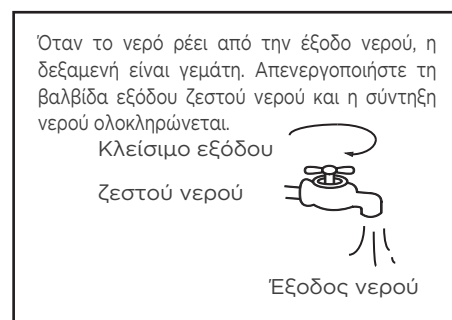 Όταν το νερό ρέει από την έξοδο νερού, η
δεξαμενή είναι γεμάτη. Απενεργοποιήστε τη
βαλβίδα εξόδου ζεστού νερού και η σύντηξη
νερού ολοκληρώνεται.
Κλείσιμο εξόδου
ζεστού νερού
Έξοδος νερού